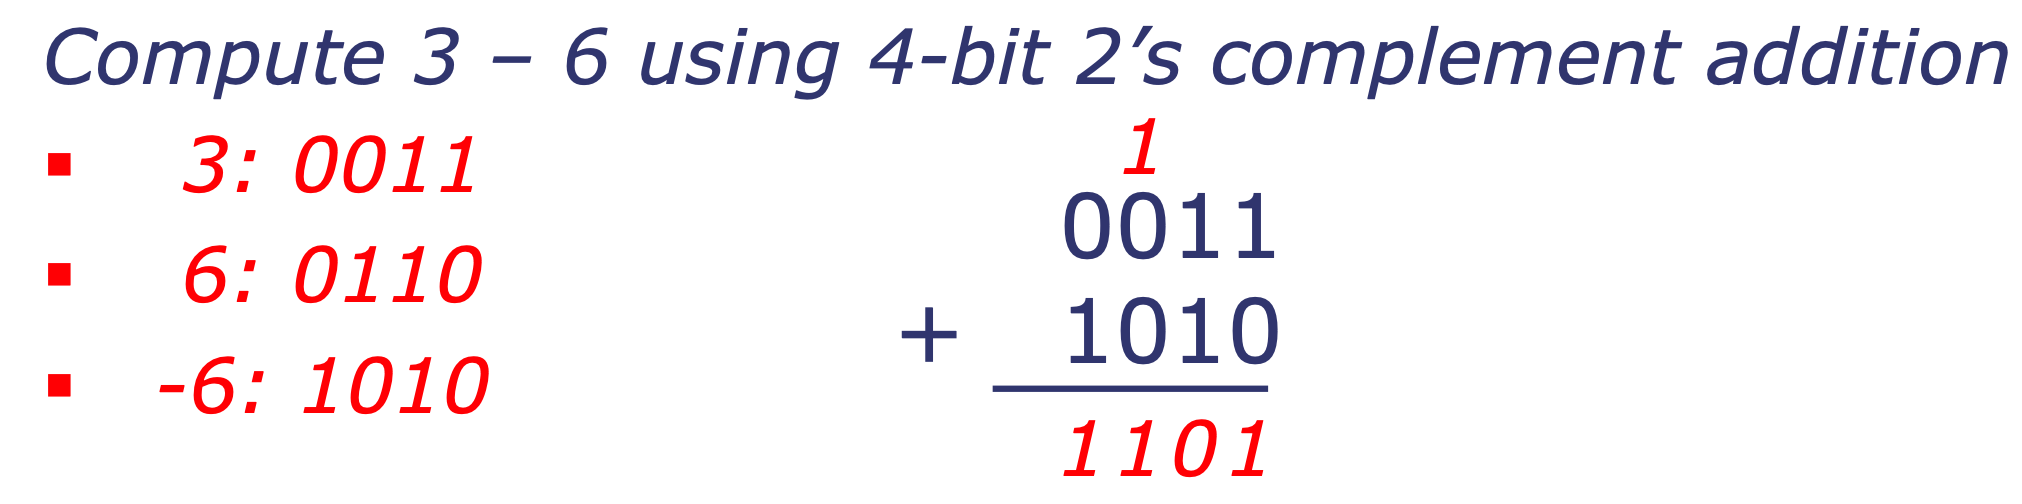 Compute 3 – 6 using 4-bit 2’s complement addition
▪ 3: 0011
▪ 6: 0110
▪ -6: 1010
1
0011
+ 1010
1101